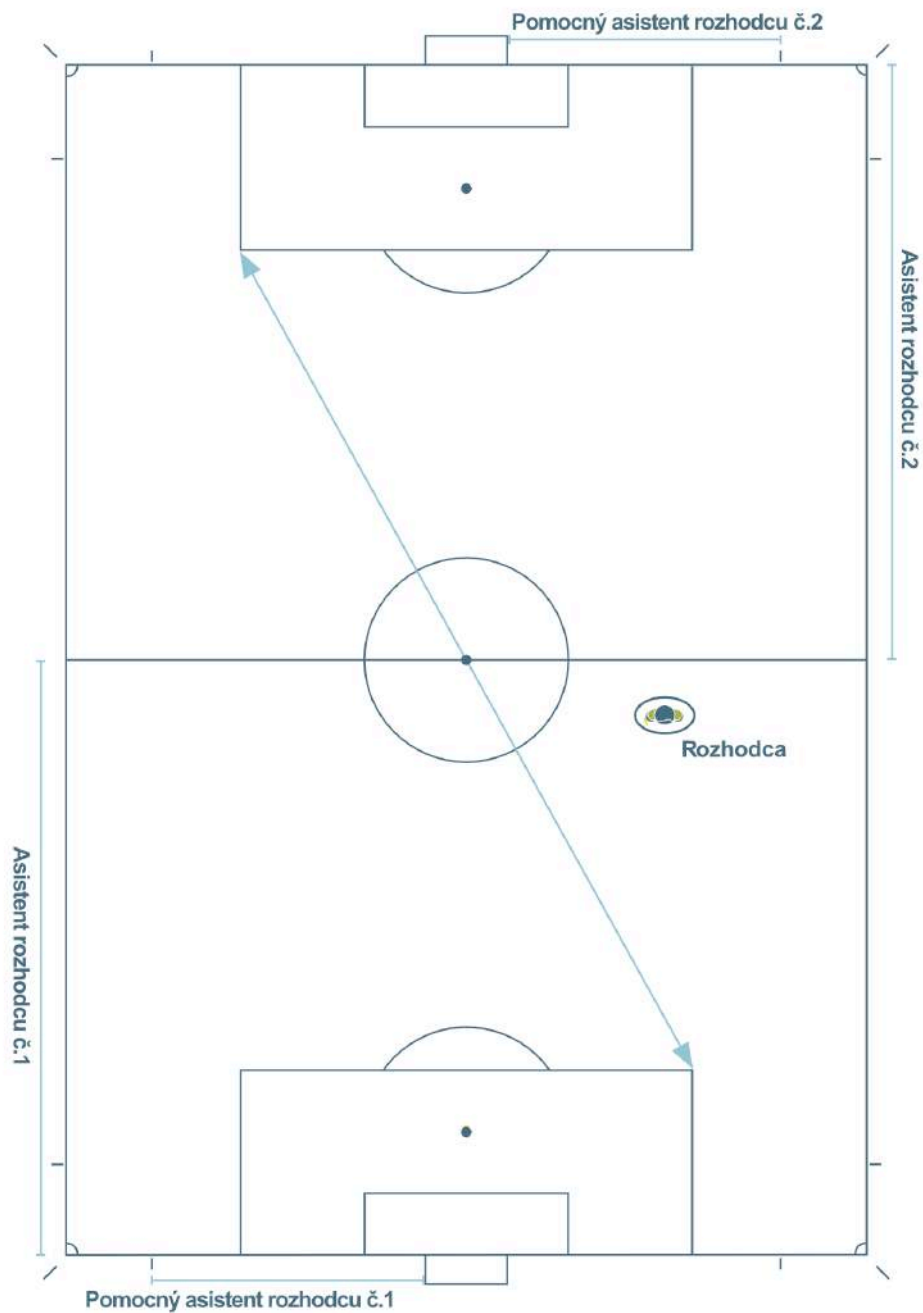 Pomocný asistent rozhodcu č.2
Asistent rozhodcu č.2
Rozhodca
Asistent rozhodcu č.1
Pomocný asistent rozhodcu č.1